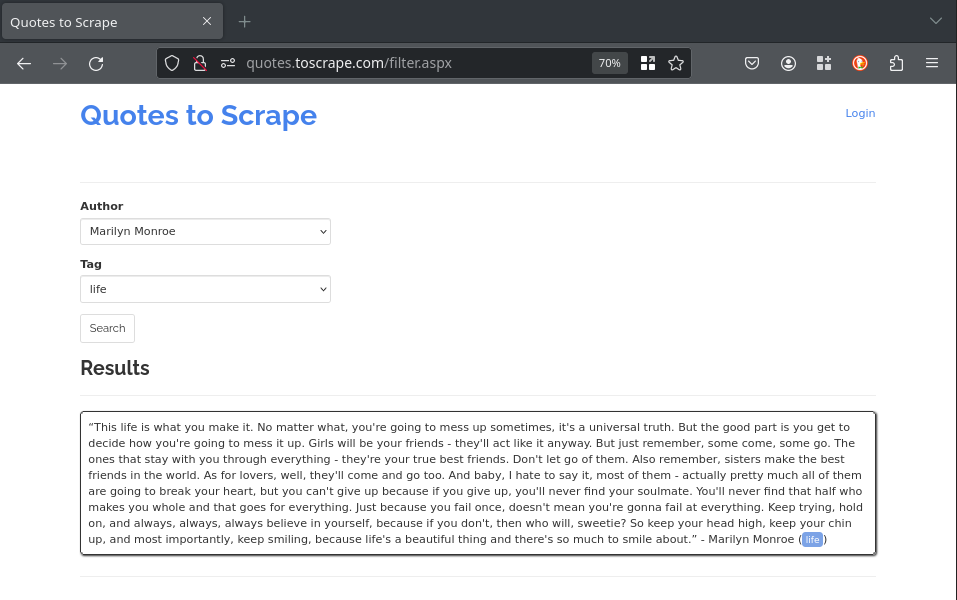 Quotes to Scrape
quotes.toscrape.com/filter.aspx
70%
Quotes to Scrape
Login
Author
Marilyn Monroe
Tag
life
Search
Results
“This life is what you make it. No matter what, you're going to mess up sometimes, it's a universal truth. But the good part is you get to
decide how you're going to mess it up. Girls will be your friends - they'll act like it anyway. But just remember, some come, some go. The
ones that stay with you through everything - they're your true best friends. Don't let go of them. Also remember, sisters make the best
friends in the world. As for lovers, well, they'll come and go too. And baby, I hate to say it, most of them - actually pretty much all of them
are going to break your heart, but you can't give up because if you give up, you'll never find your soulmate. You'll never find that half who
makes you whole and that goes for everything. Just because you fail once, doesn't mean you're gonna fail at everything. Keep trying, hold
on, and always, always, always believe in yourself, because if you don't, then who will, sweetie? So keep your head high, keep your chin
up, and most importantly, keep smiling, because life's a beautiful thing and there's so much to smile about.” - Marilyn Monroe (life)